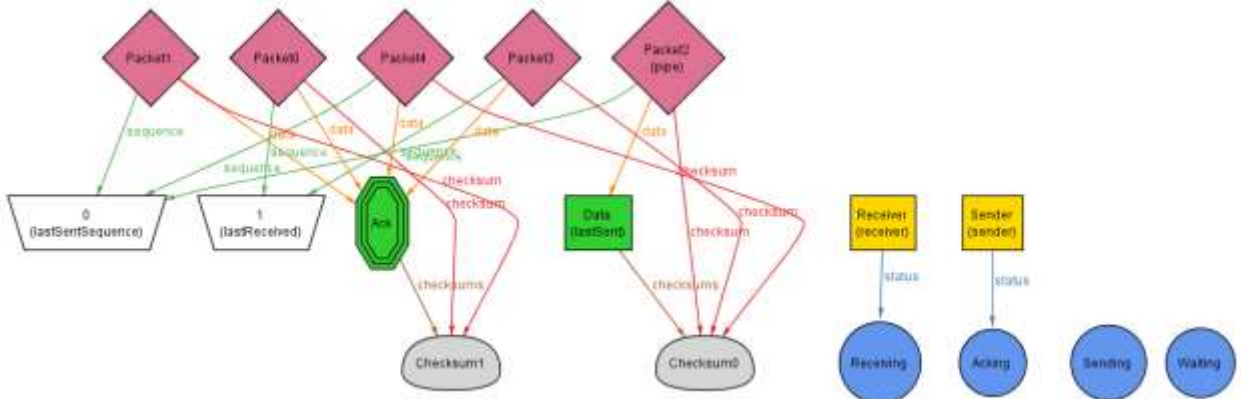 Packet1
Packet0
Packet4
Packet3
Packet2
(pipe)
sequence
data
sequence
data
data
sequence
data
sequence
sequence
data
checksum
checksum
checksum
checksum
checksum
0
(lastSentSequence)
1
(lastReceived)
Ack
Data
(lastSent)
Receiver
(receiver)
Sender
(sender)
checksums
checksums
status
status
Checksum1
Checksum0
Receiving
Acking
Sending
Waiting